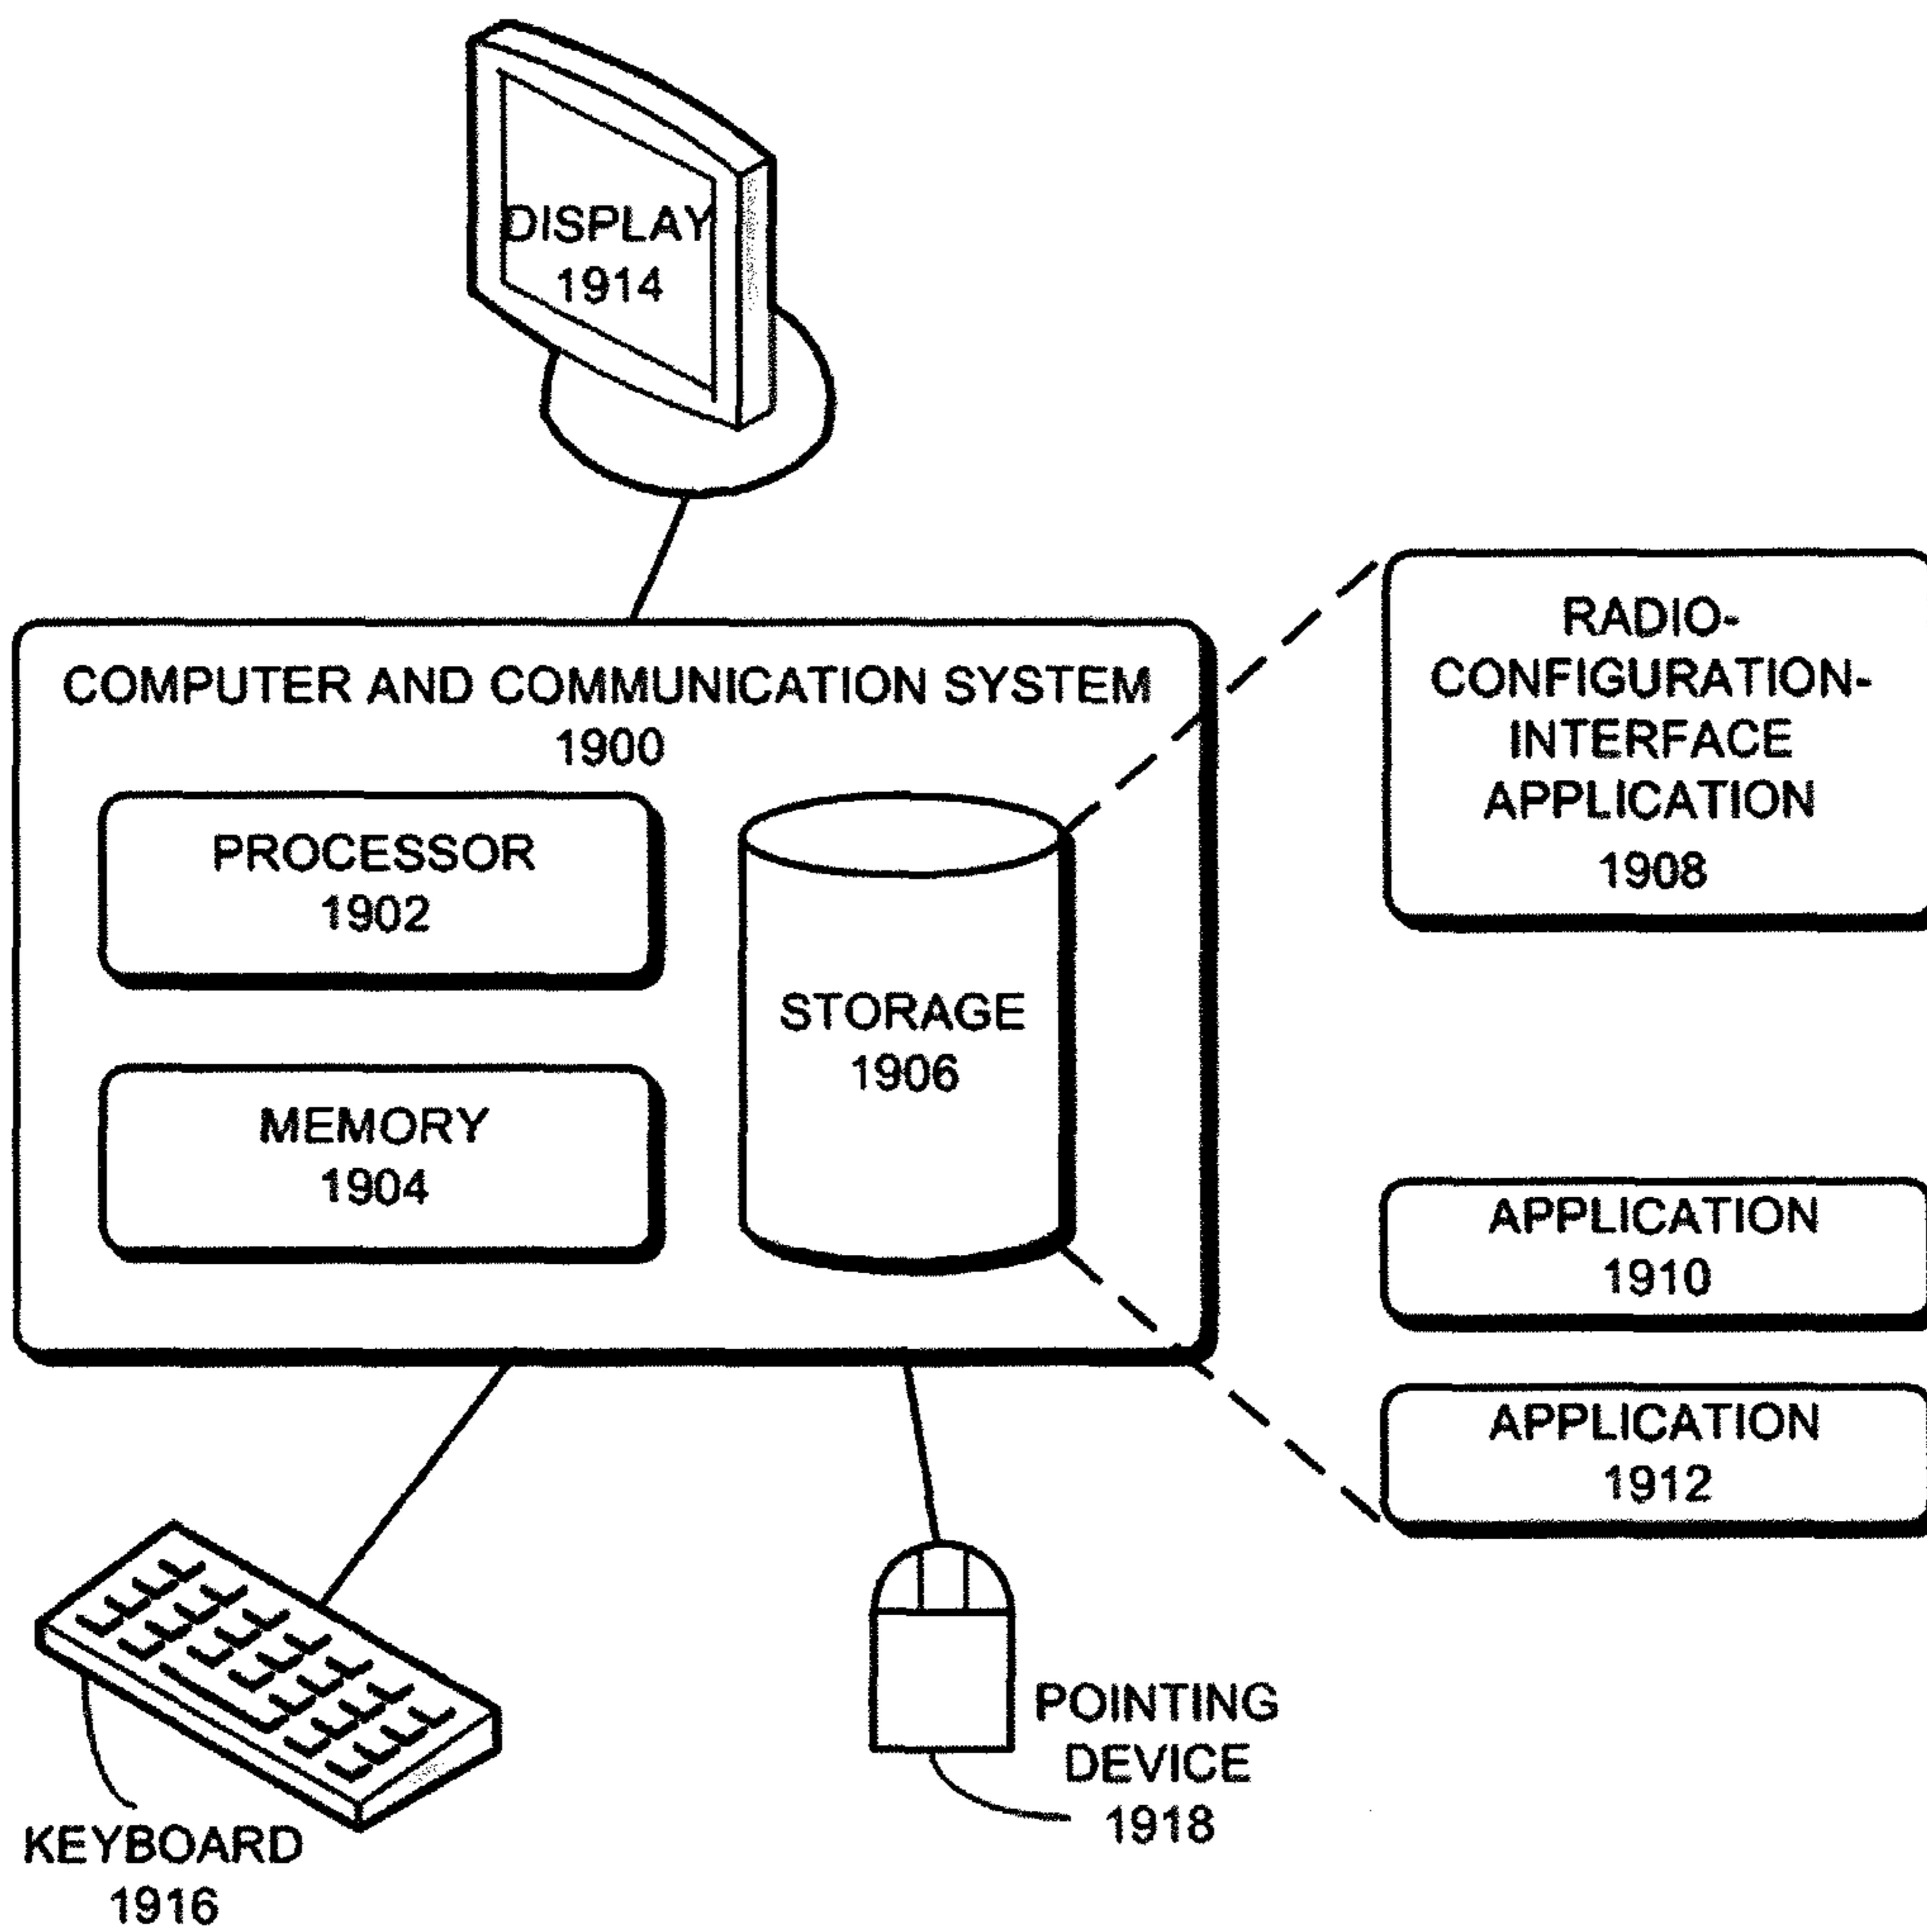 DISPLAY
1914
COMPUTER AND COMMUNICATION SYSTEM
1900
PROCESSOR
1902
MEMORY
1904
STORAGE
1906
RADIO-
CONFIGURATION-
INTERFACE
APPLICATION
1908
APPLICATION
1910
APPLICATION
1912
KEYBOARD
1916
POINTING
DEVICE
1918